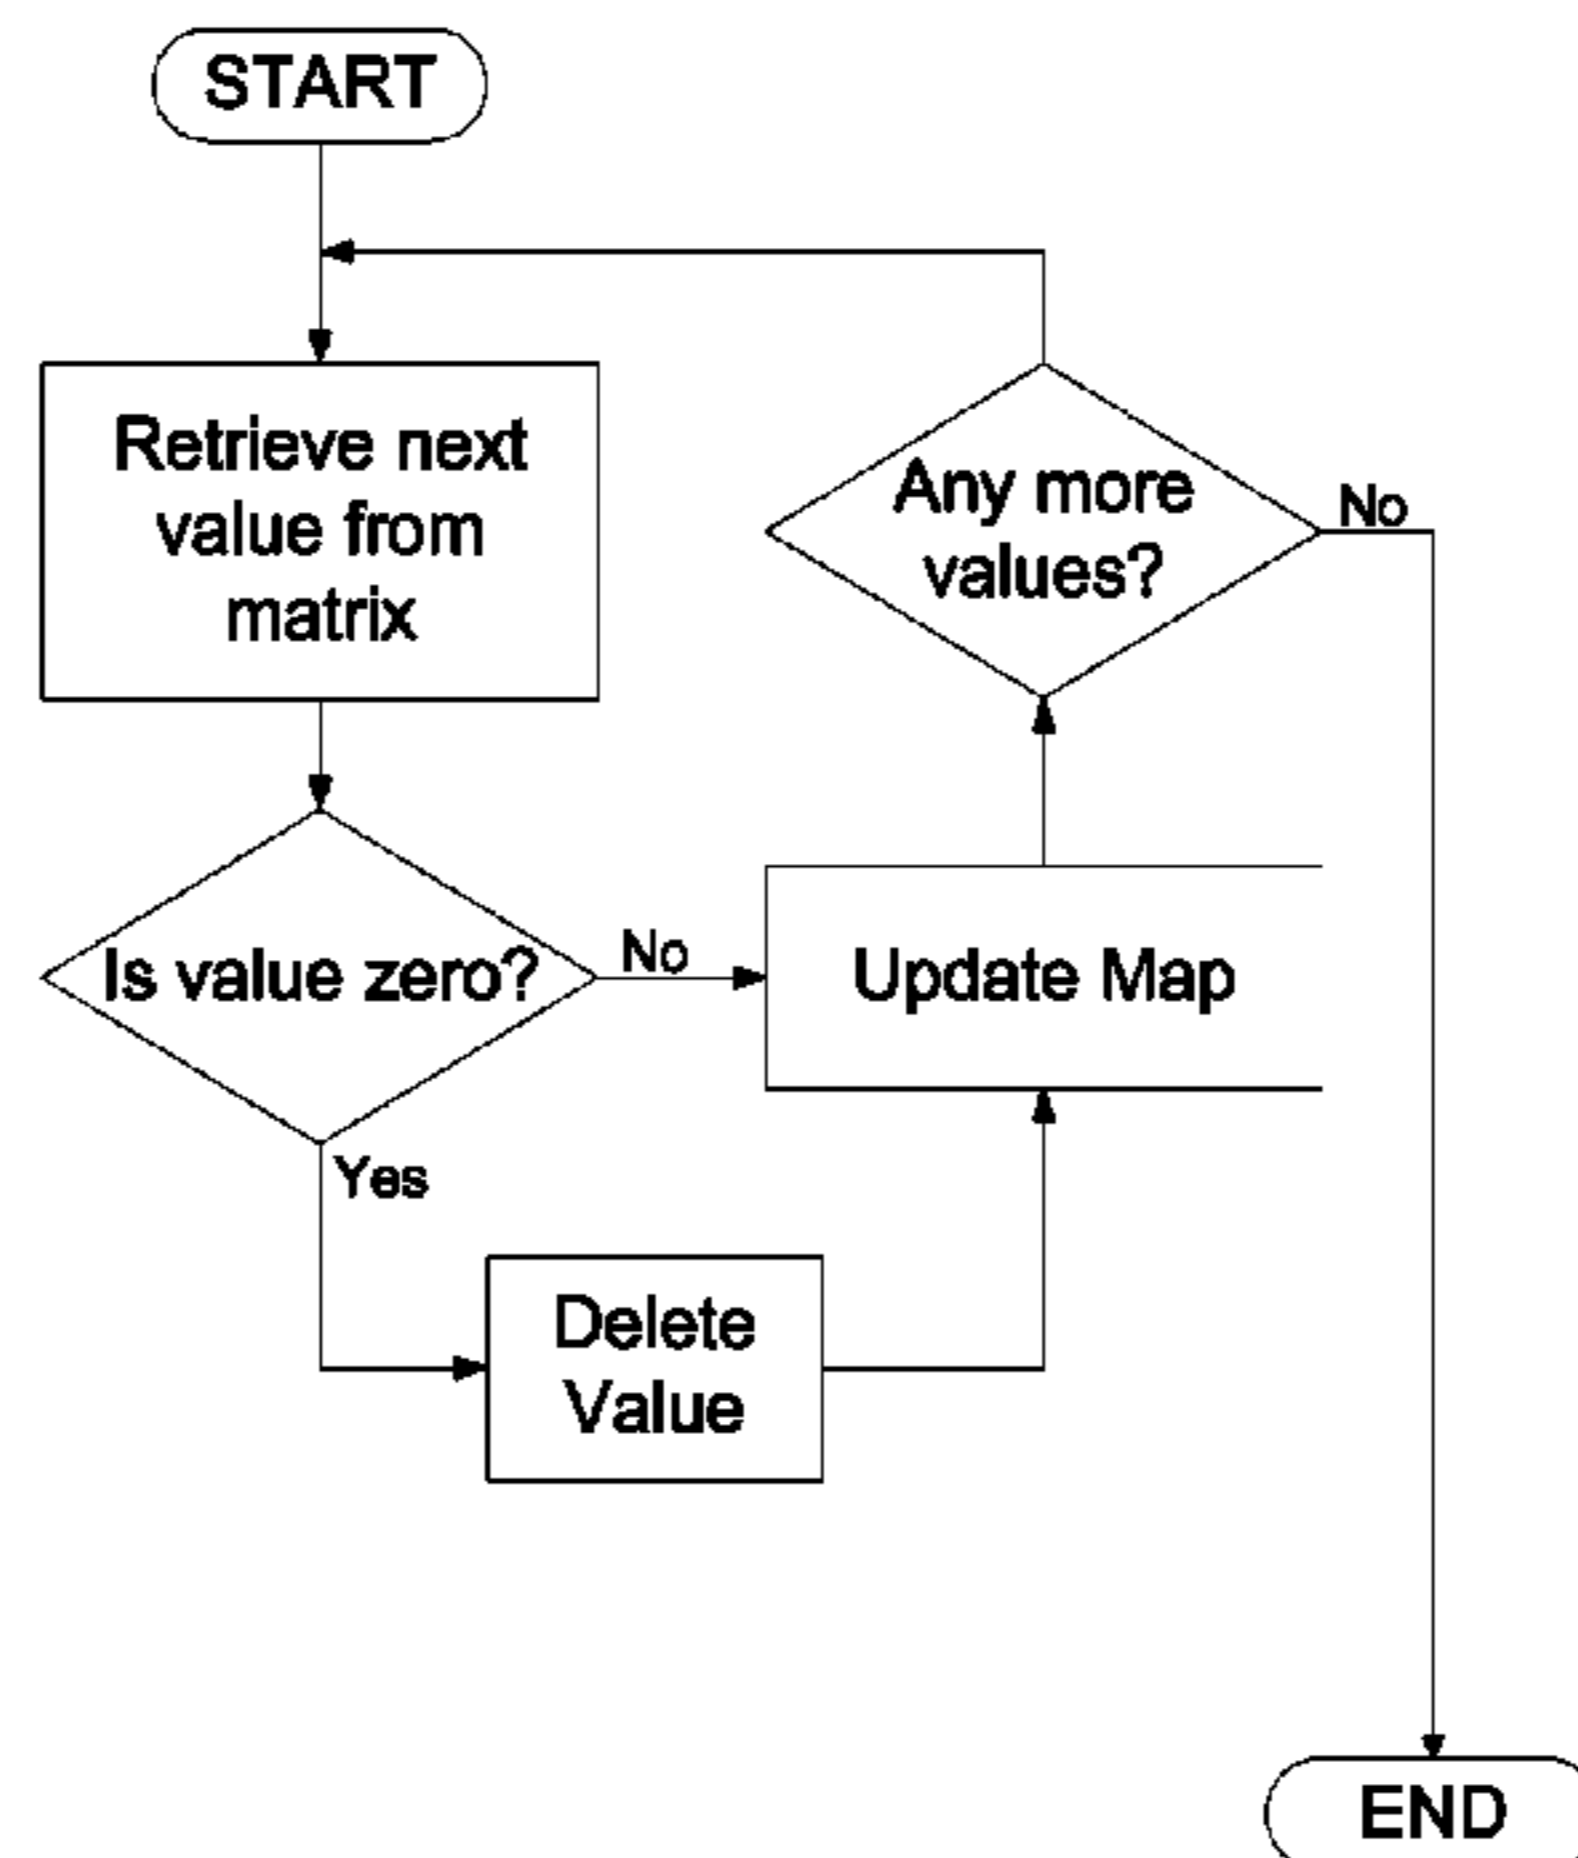 START
Retrieve next
value from
matrix
Any more
values?
No
Is value zero?
No
Update Map
Yes
Delete
Value
END